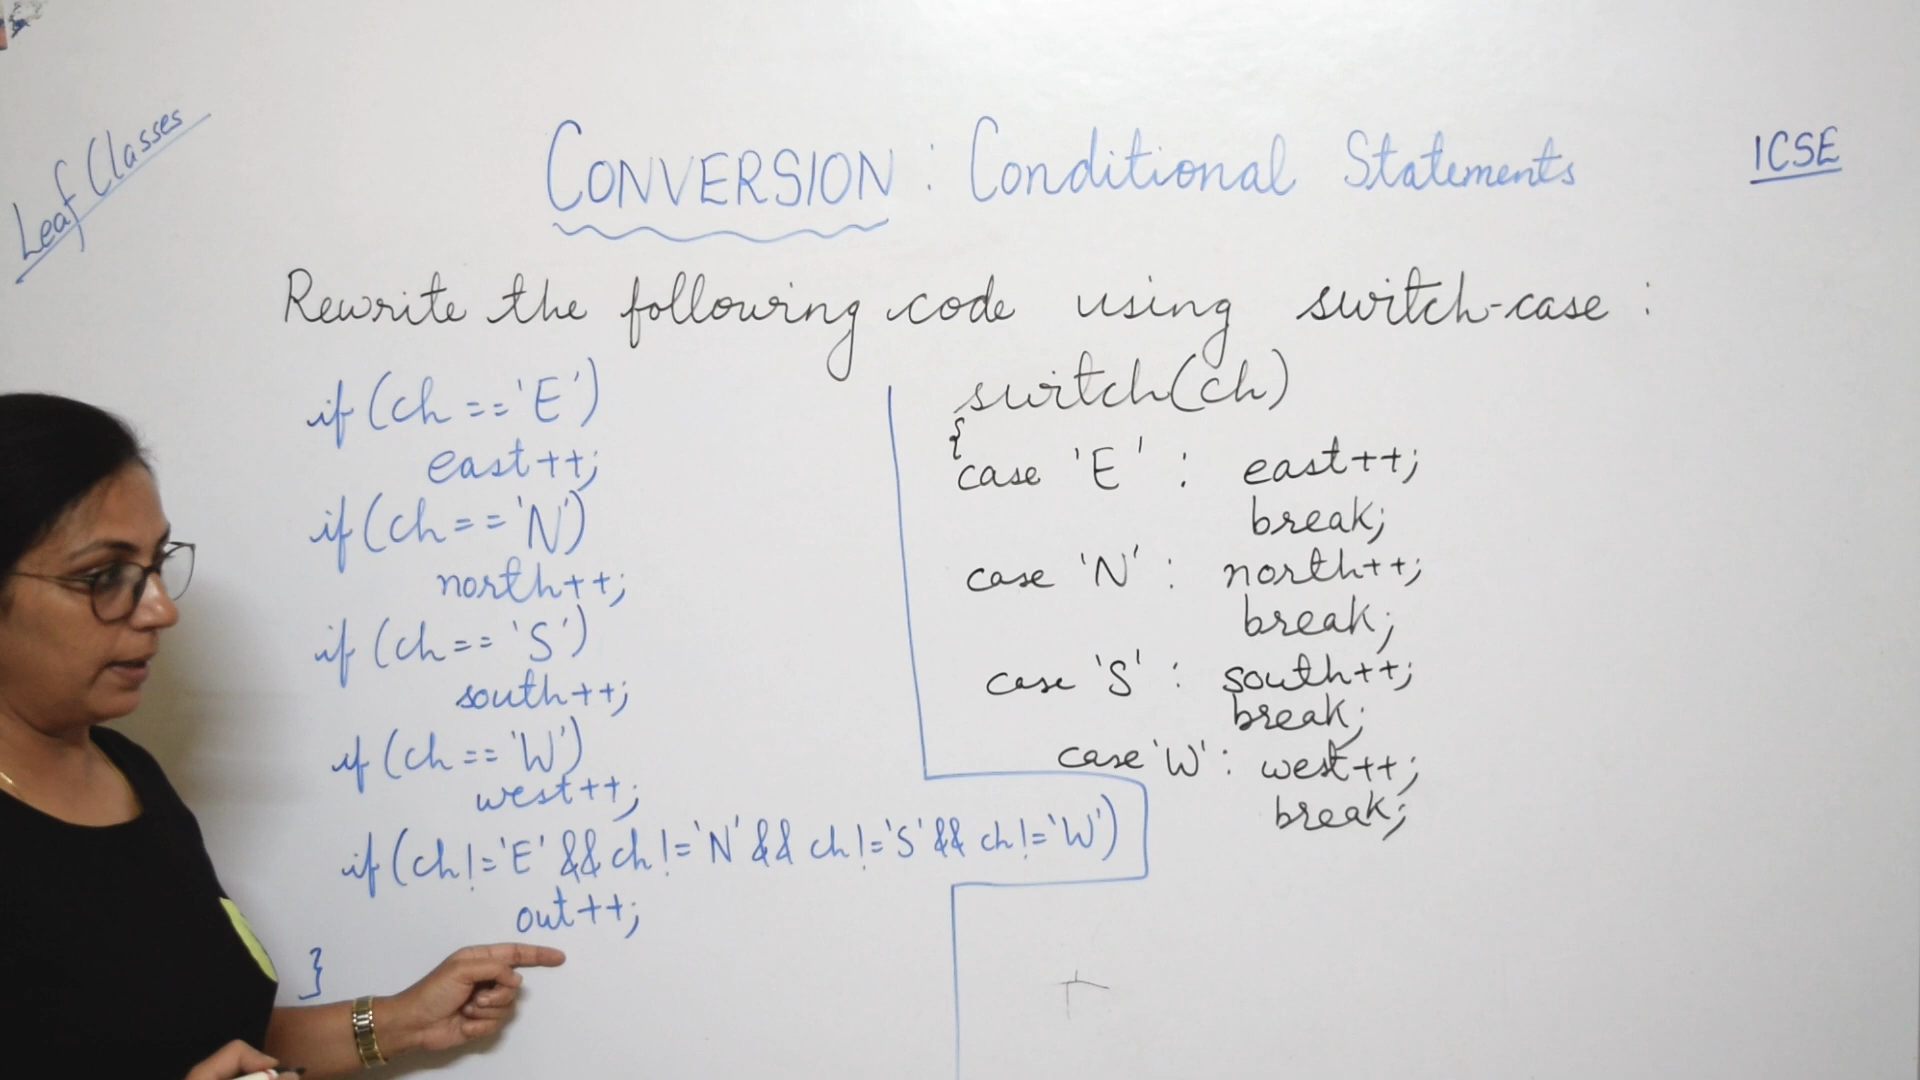 Leaf Classes
CONVERSION : Conditional Statements
ICSE
Rewrite the following code using switch-case :
if (ch == 'E')
east ++;
if (ch == 'N')
north++;
if (ch == 'S')
south++;
if (ch == 'W')
west++;
if (ch != 'E' && ch != 'N' && ch != 'S' && ch != 'W')
out++;
}
switch(ch)
{
case 'E' : east++;
break;
case 'N' : north++;
break;
case 'S' : south++;
break;
case 'W' : west++;
break;